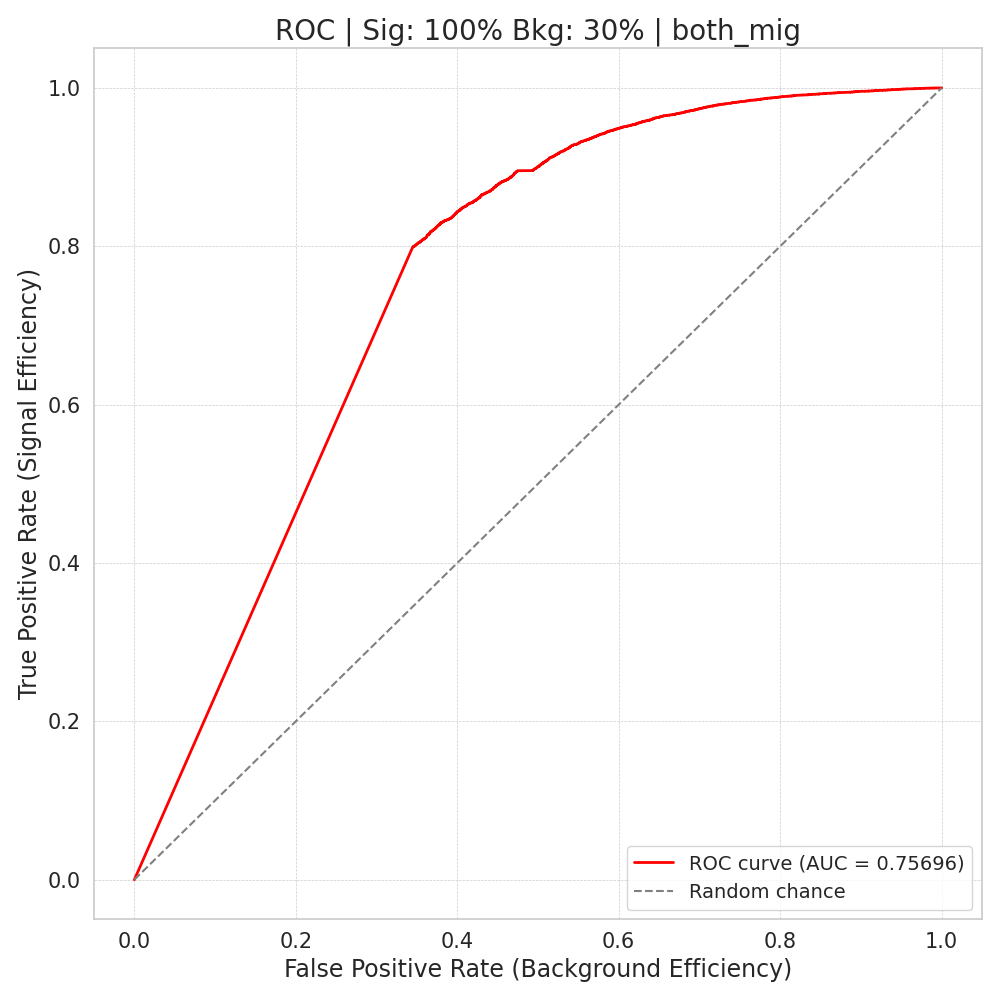 ROC | Sig: 100% Bkg: 30% | both_mig
True Positive Rate (Signal Efficiency)
1.0
0.8
0.6
0.4
0.2
0.0
ROC curve (AUC = 0.75696)
Random chance
0.0 0.2 0.4 0.6 0.8 1.0
False Positive Rate (Background Efficiency)